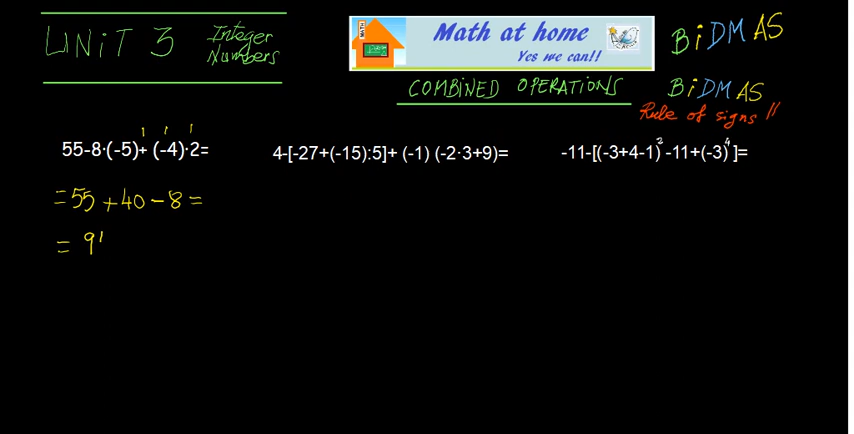 UNIT 3
Integer
Numbers
MATH
Math at home
Yes we can!!
BiDMAS
COMBINED OPERATIONS
BiDMAS
Rule of signs !!
55-8·(-5)+ (-4)·2=
4-[-27+(-15):5]+ (-1) (-2·3+9)=
-11-[(-3+4-1)² -11+(-3)⁴ ]=
=55 +40 -8=
= 91